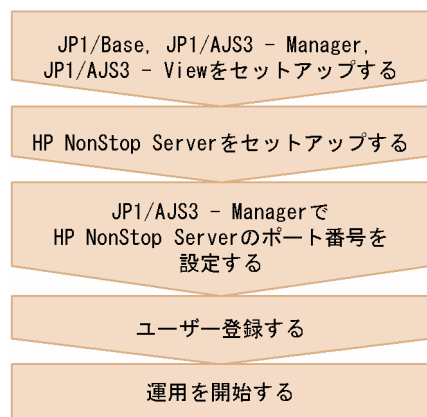 JP1/Base, JP1/AJS3 - Manager,
JP1/AJS3 - Viewをセットアップする
HP NonStop Serverをセットアップする
JP1/AJS3 - Managerで
HP NonStop Serverのポート番号を
設定する
ユーザー登録する
運用を開始する